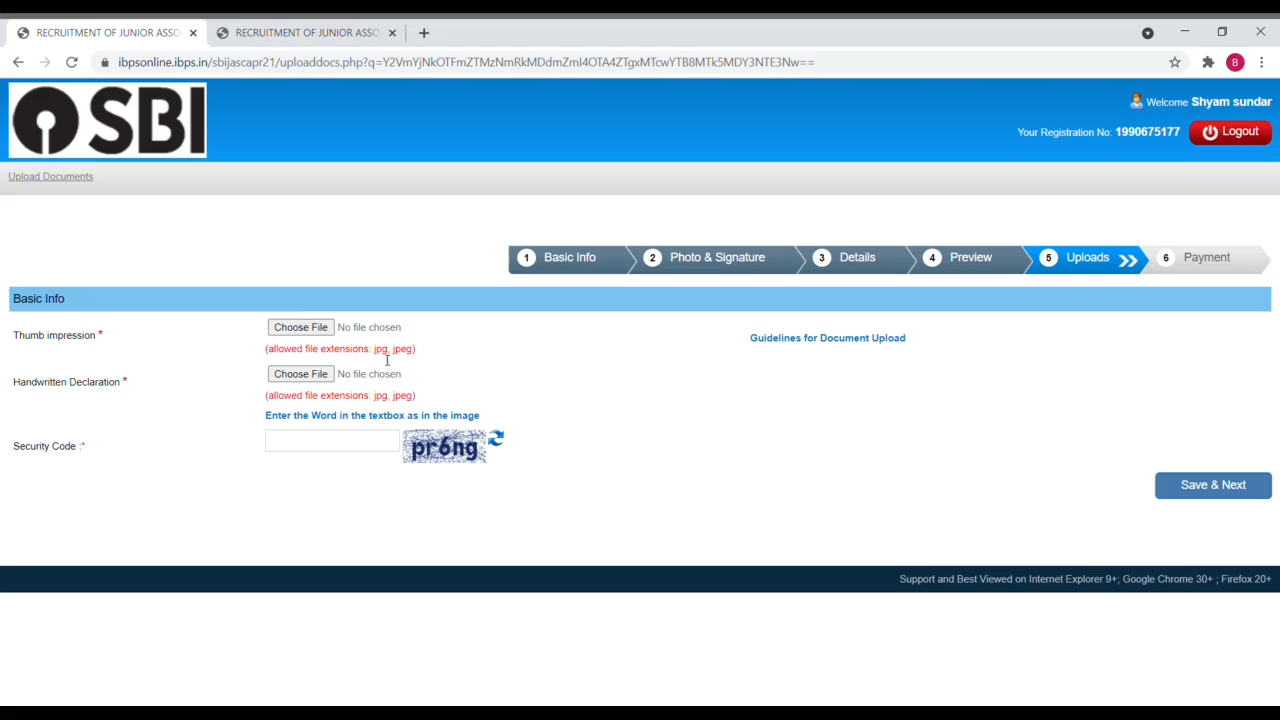 RECRUITMENT OF JUNIOR ASSO
RECRUITMENT OF JUNIOR ASSO
ibpsonline.ibps.in/sbijascapr21/uploaddocs.php?q=Y2VmYjNkOTFmZTMzNmRkMDdmZmI4OTA4ZTgxMTcwYTB8MTk5MDY3NTE3Nw==
B
SBI
Welcome Shyam sundar
Your Registration No: 1990675177 Logout
Upload Documents
1 Basic Info 2 Photo & Signature 3 Details 4 Preview 5 Uploads 6 Payment
Basic Info
Thumb impression * Choose File No file chosen
(allowed file extensions: jpg, jpeg)
Guidelines for Document Upload
Handwritten Declaration * Choose File No file chosen
(allowed file extensions: jpg, jpeg)
Enter the Word in the textbox as in the image
Security Code :* pr6ng
Save & Next
Support and Best Viewed on Internet Explorer 9+; Google Chrome 30+ ; Firefox 20+